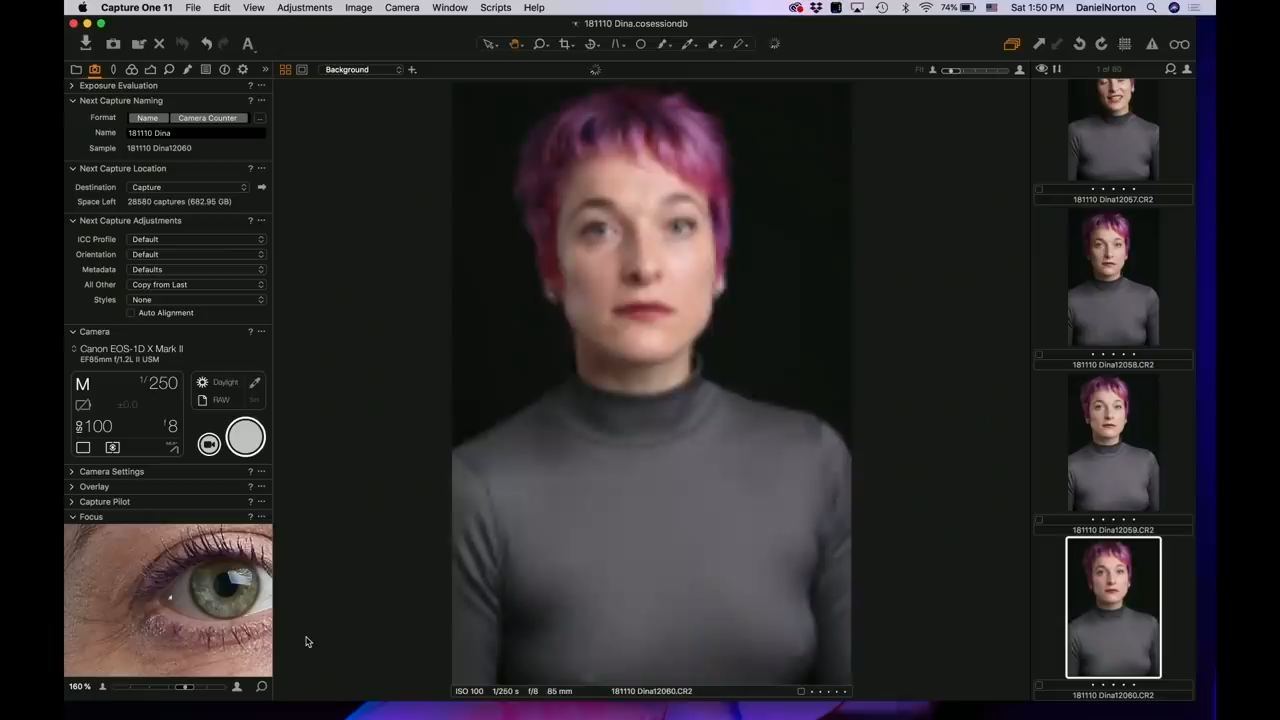 Capture One 11 File Edit View Adjustments Image Camera Window Scripts Help 74% Sat 1:50 PM DanielNorton
181110 Dina.cosessiondb
Background
Fit
1 of 60
Exposure Evaluation ? ...
Next Capture Naming ? ...
Format Name Camera Counter ...
Name 181110 Dina
Sample 181110 Dina12060
Next Capture Location ? ...
Destination Capture
Space Left 28580 captures (682.95 GB)
Next Capture Adjustments ? ...
ICC Profile Default
Orientation Default
Metadata Defaults
All Other Copy from Last
Styles None
Auto Alignment
Camera ? ...
Canon EOS-1D X Mark II
EF85mm f/1.2L II USM
M 1/250
±0.0
ISO 100 f8
Daylight
RAW
Camera Settings ? ...
Overlay ? ...
Capture Pilot ? ...
Focus ? ...
160 %
ISO 100 1/250 s f/8 85 mm 181110 Dina12060.CR2
181110 Dina12057.CR2
181110 Dina12058.CR2
181110 Dina12059.CR2
181110 Dina12060.CR2